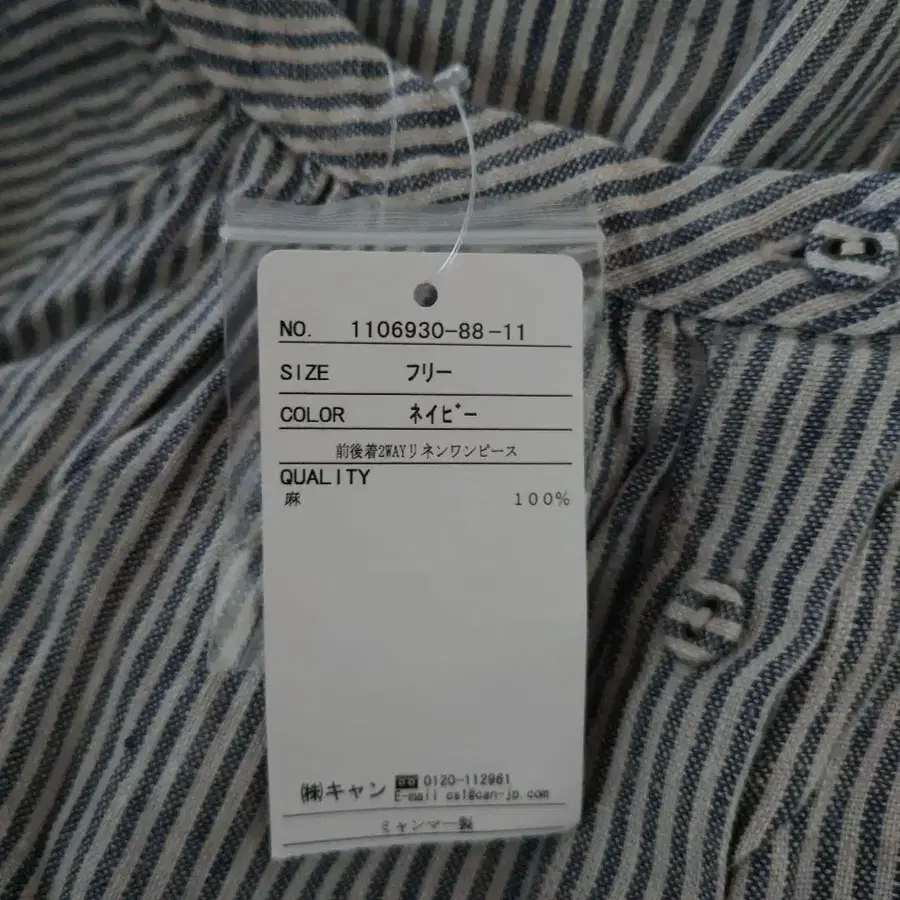 NO. 1106930-88-11
SIZE フリー
COLOR ネイビー
前後着2WAYリネンワンピース
QUALITY
麻 100%
㈱キャン 0120-112961
E-mail cs1@can-jp.com
ミャンマー製